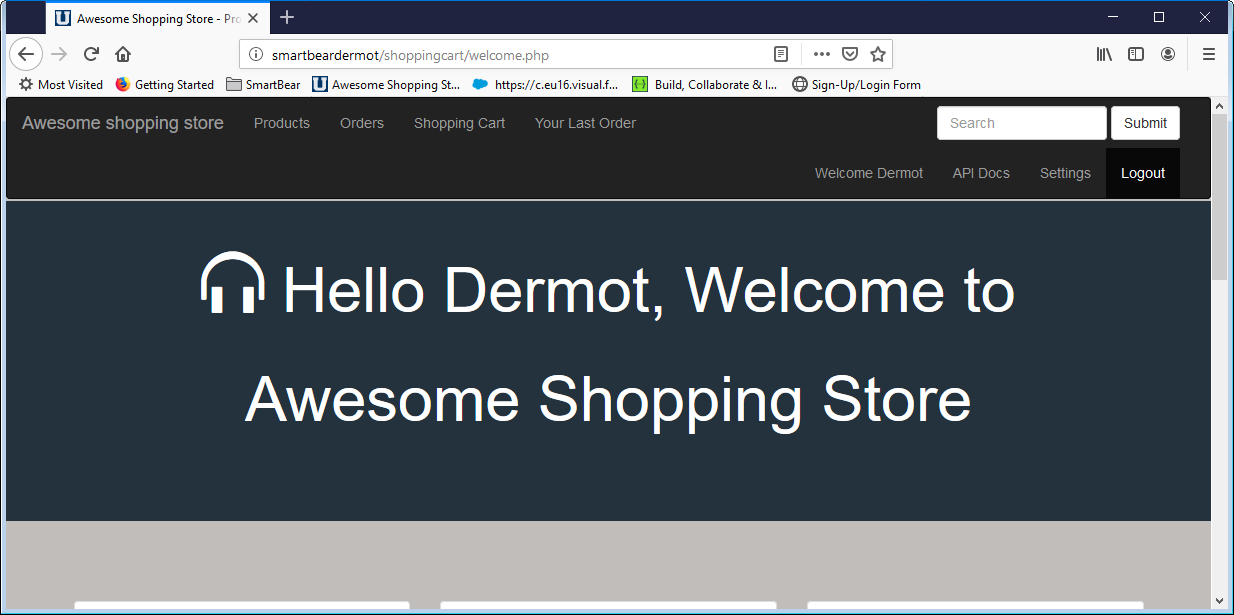 Awesome Shopping Store - Pro
smartbeardermot/shoppingcart/welcome.php
Most Visited Getting Started SmartBear Awesome Shopping St... https://c.eu16.visual.f... Build, Collaborate & I... Sign-Up/Login Form
Awesome shopping store Products Orders Shopping Cart Your Last Order Search Submit
Welcome Dermot API Docs Settings Logout
Hello Dermot, Welcome to
Awesome Shopping Store